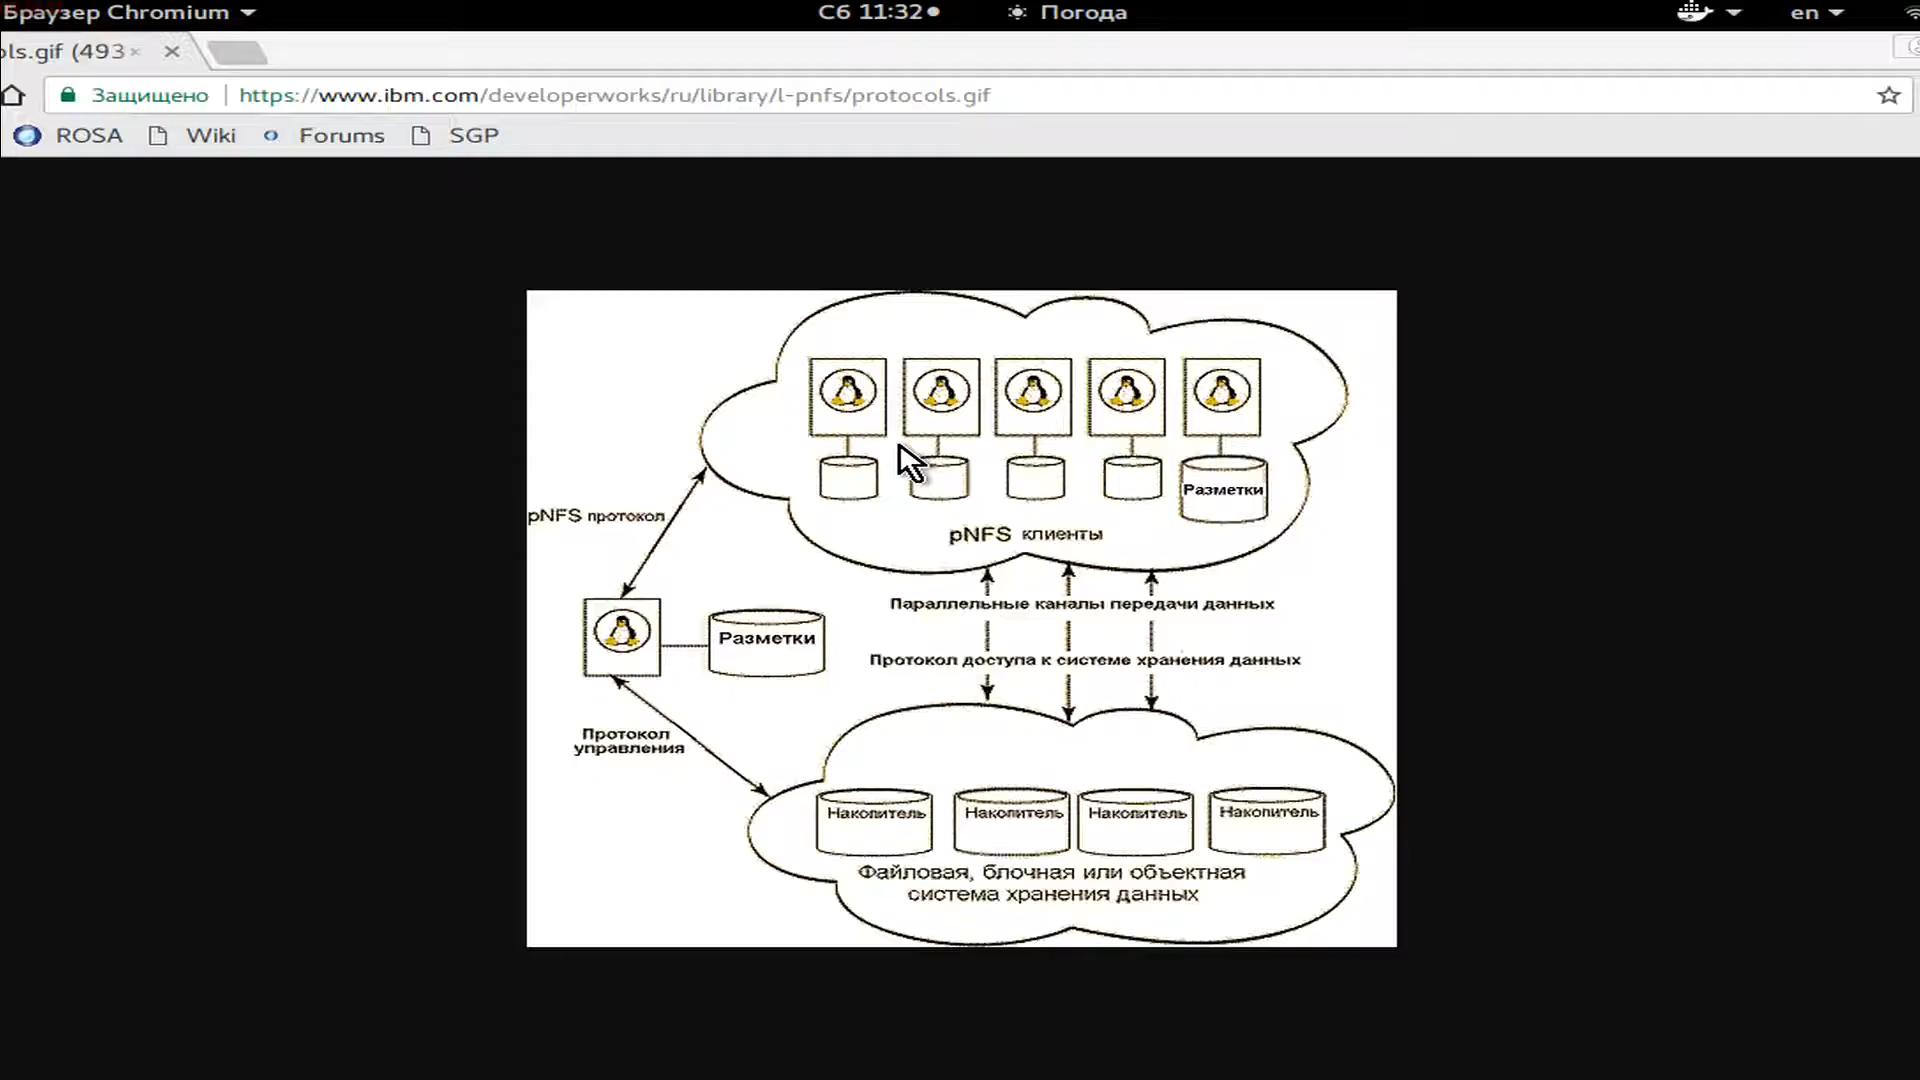 Браузер Chromium
Сб 11:32
Погода
en
ols.gif (493×
Защищено
https://www.ibm.com/developerworks/ru/library/l-pnfs/protocols.gif
ROSA
Wiki
Forums
SGP
Разметки
pNFS клиенты
pNFS протокол
Параллельные каналы передачи данных
Разметки
Протокол доступа к системе хранения данных
Протокол
управления
Накопитель
Накопитель
Накопитель
Накопитель
Файловая, блочная или объектная
система хранения данных